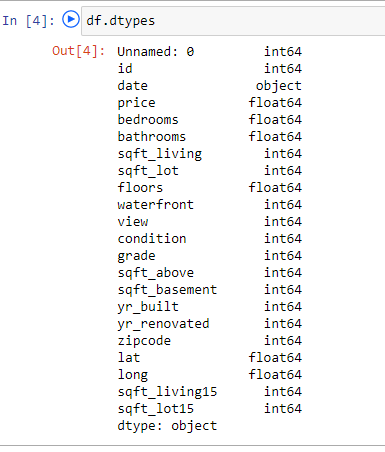 In [4]: df.dtypes
Out[4]: Unnamed: 0 int64
id int64
date object
price float64
bedrooms float64
bathrooms float64
sqft_living int64
sqft_lot int64
floors float64
waterfront int64
view int64
condition int64
grade int64
sqft_above int64
sqft_basement int64
yr_built int64
yr_renovated int64
zipcode int64
lat float64
long float64
sqft_living15 int64
sqft_lot15 int64
dtype: object